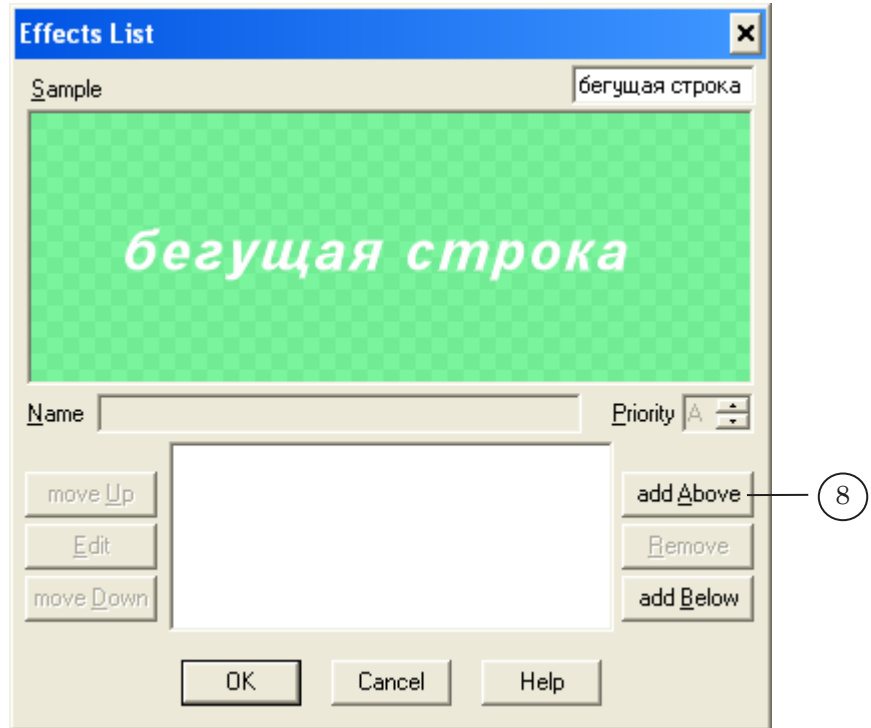 Effects List
Sample
бегущая строка
бегущая строка
Name
Priority A
move Up
add Above
8
Edit
Remove
move Down
add Below
OK
Cancel
Help